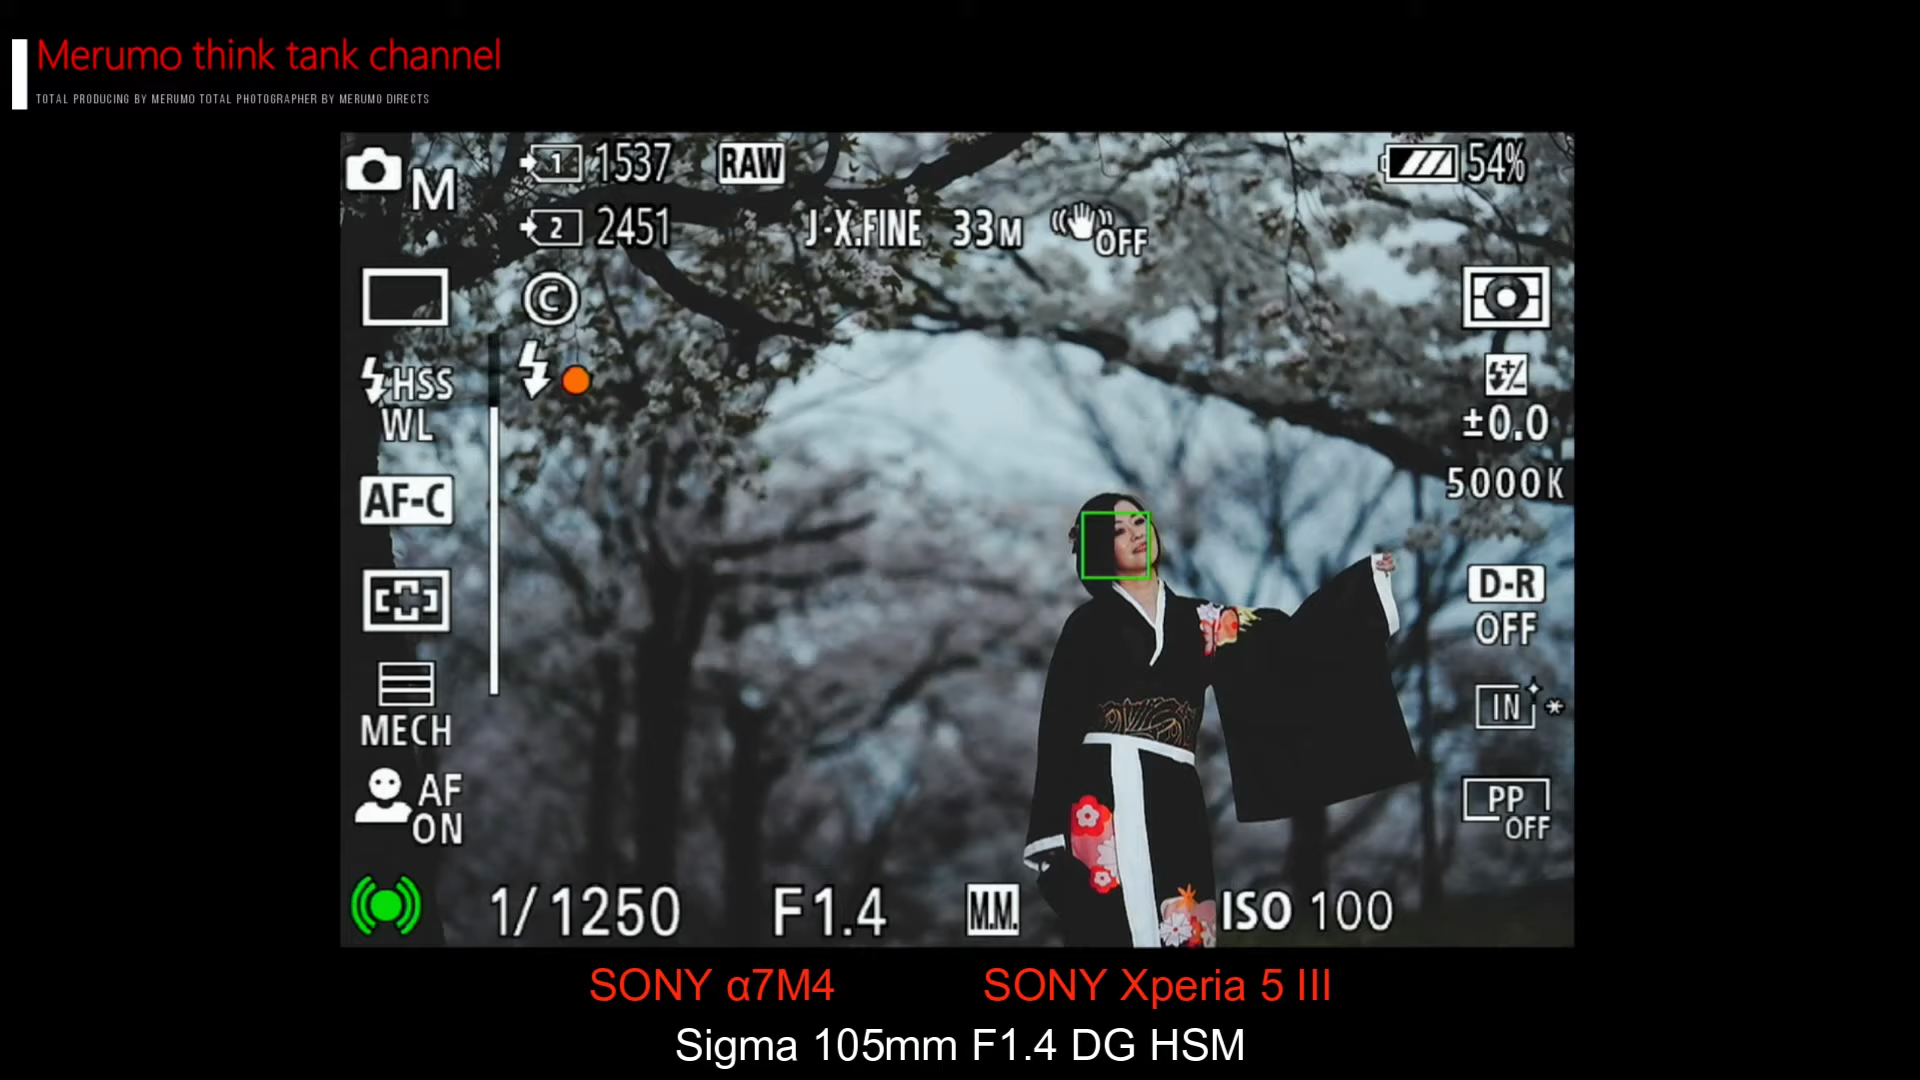 Merumo think tank channel
TOTAL PRODUCING BY MERUMO TOTAL PHOTOGRAPHER BY MERUMO DIRECTS
M 1 1537 RAW 54%
2 2451 J-X.FINE 33M OFF
C
HSS
WL
±0.0
5000K
AF-C
D-R
OFF
MECH
IN
AF
ON
PP
OFF
1/1250 F1.4 M.M. ISO 100
SONY α7M4 SONY Xperia 5 III
Sigma 105mm F1.4 DG HSM